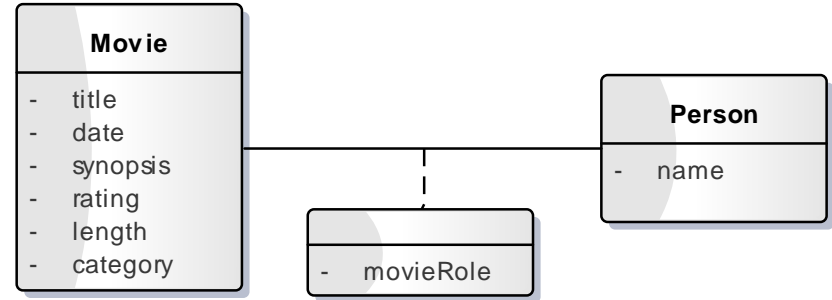 Movie
- title
- date
- synopsis
- rating
- length
- category
Person
- name
- movieRole